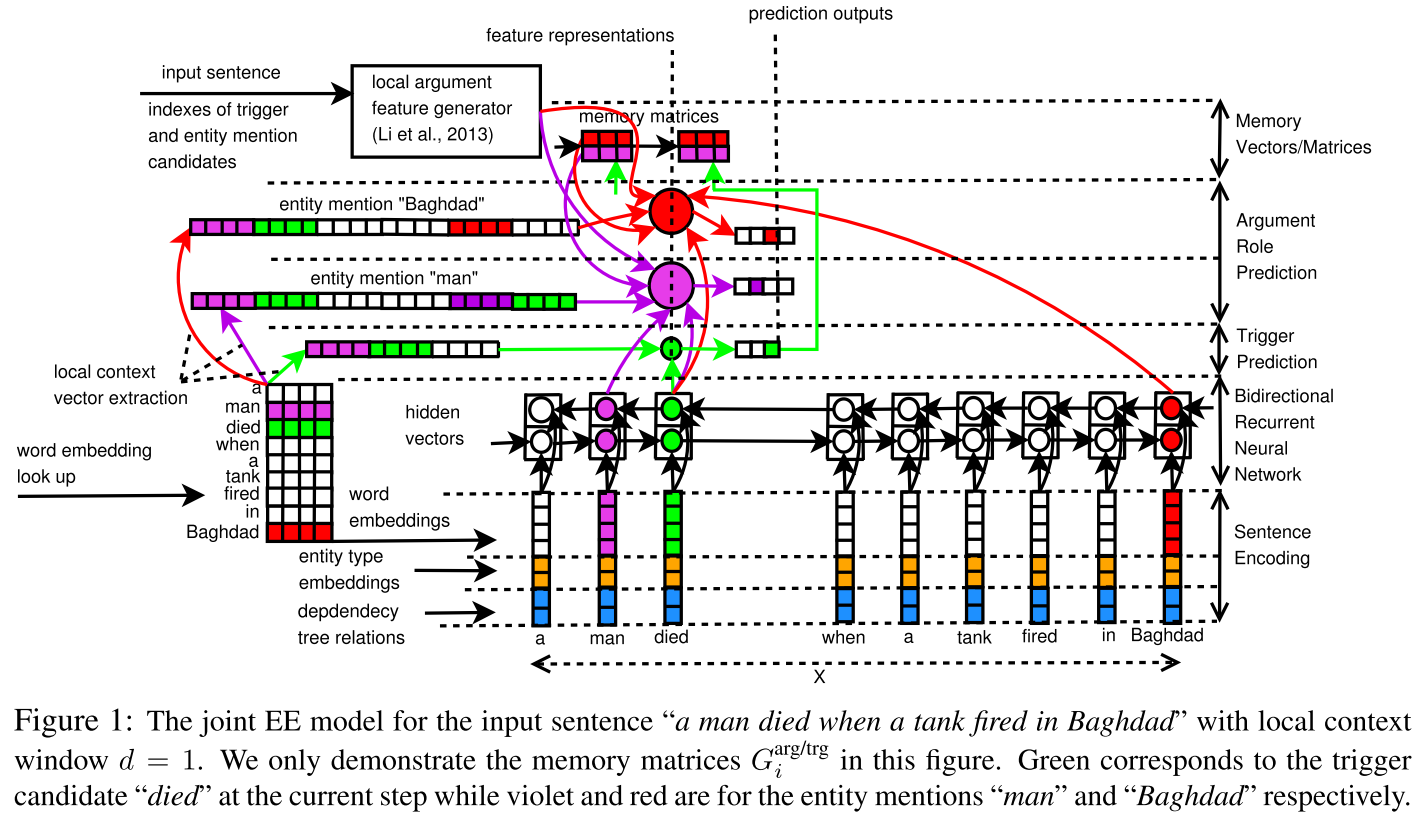 prediction outputs
feature representations
input sentence
indexes of trigger
and entity mention
candidates
local argument
feature generator
(Li et al., 2013)
memory matrices
Memory
Vectors/Matrices
entity mention "Baghdad"
Argument
Role
Prediction
entity mention "man"
Trigger
Prediction
local context
vector extraction
a
man
died
when
a
tank
fired
in
Baghdad
word embedding
look up
hidden
vectors
Bidirectional
Recurrent
Neural
Network
word
embeddings
entity type
embeddings
depdendecy
tree relations
Sentence
Encoding
a man died when a tank fired in Baghdad
X
Figure 1: The joint EE model for the input sentence “a man died when a tank fired in Baghdad” with local context
window d = 1. We only demonstrate the memory matrices G_i^{arg/trg} in this figure. Green corresponds to the trigger
candidate “died” at the current step while violet and red are for the entity mentions “man” and “Baghdad” respectively.